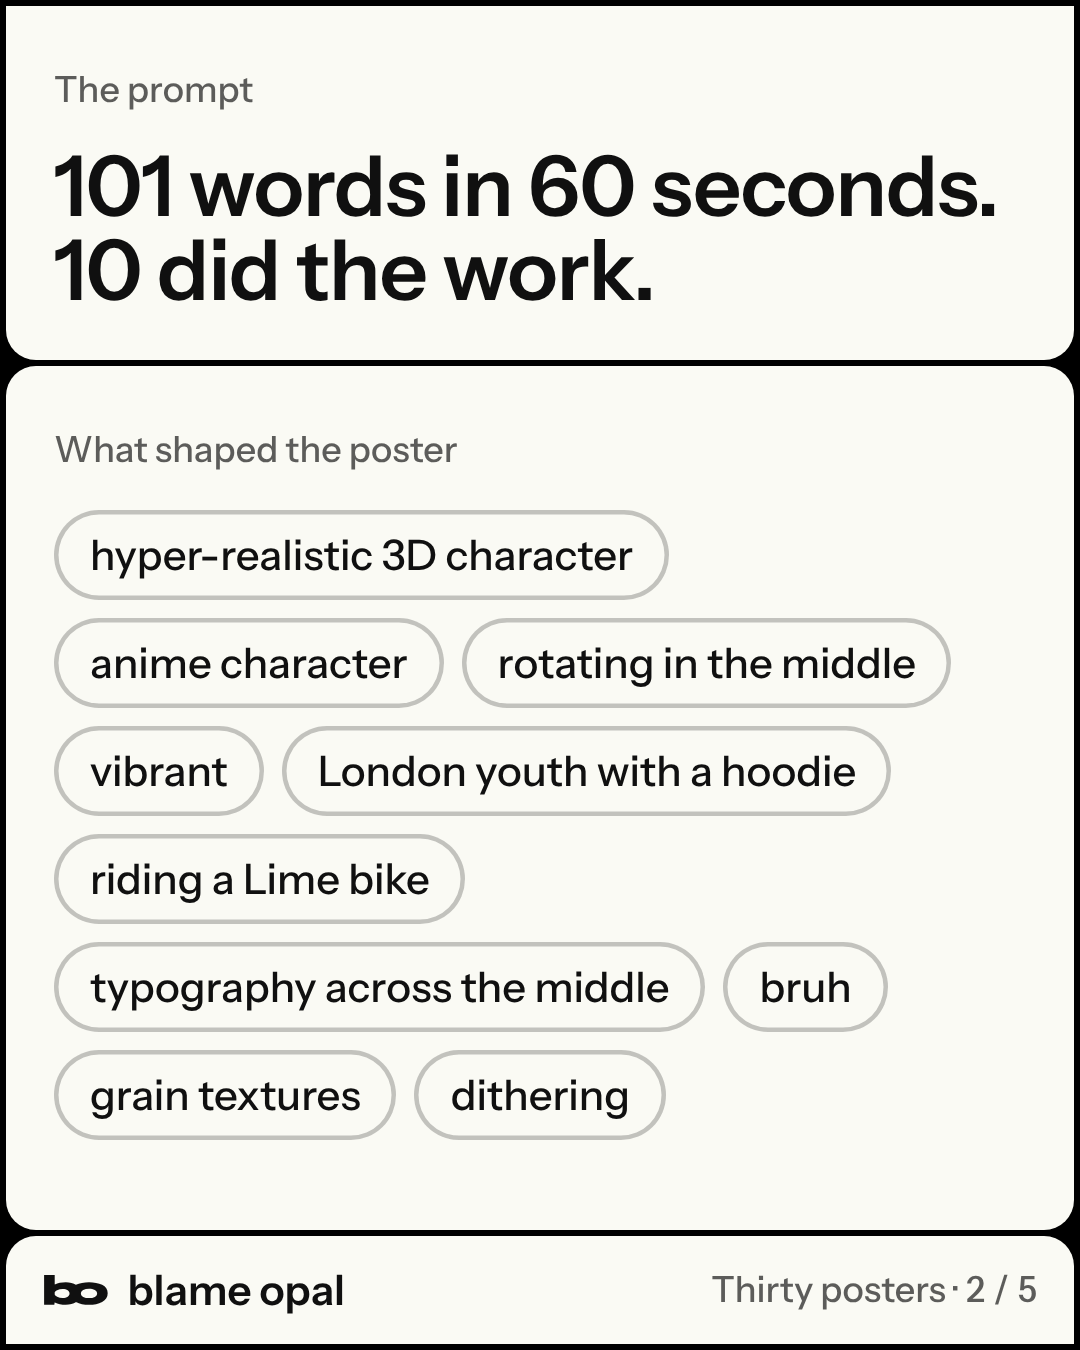 The prompt
101 words in 60 seconds.
10 did the work.
What shaped the poster
hyper-realistic 3D character
anime character
rotating in the middle
vibrant
London youth with a hoodie
riding a Lime bike
typography across the middle
bruh
grain textures
dithering
bo blame opal
Thirty posters · 2 / 5